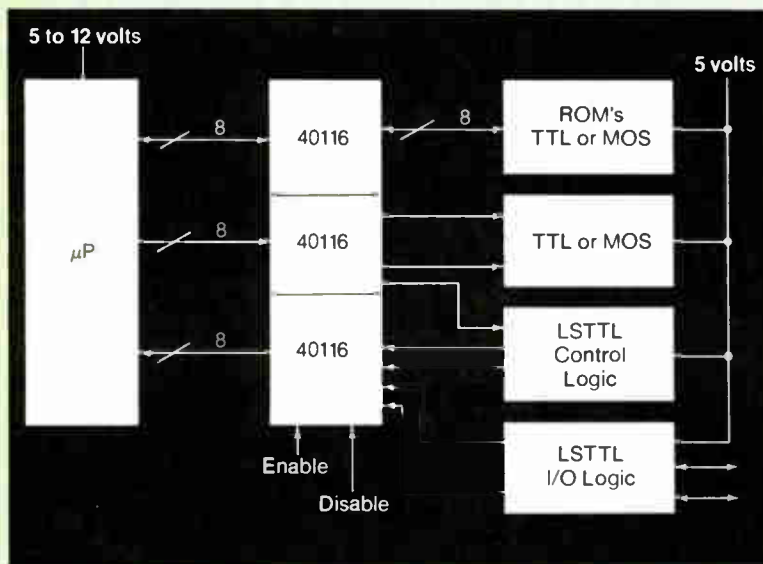 5 to 12 volts
5 volts
μP
8
8
8
40116
40116
40116
8
ROM's
TTL or MOS
TTL or MOS
LSTTL
Control
Logic
LSTTL
I/O Logic
Enable
Disable